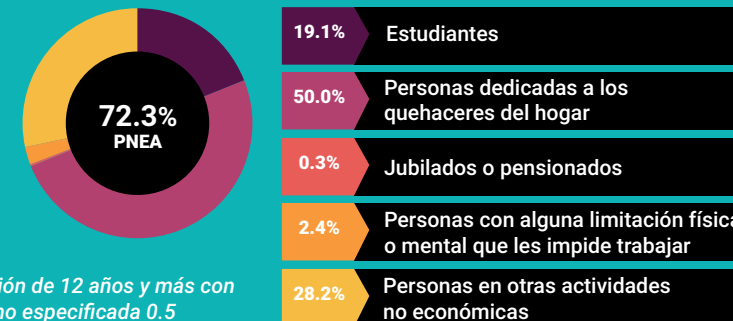 72.3%
PNEA
19.1%
Estudiantes
50.0%
Personas dedicadas a los
quehaceres del hogar
0.3%
Jubilados o pensionados
2.4%
Personas con alguna limitación física
o mental que les impide trabajar
28.2%
Personas en otras actividades
no económicas
ión de 12 años y más con
no especificada 0.5